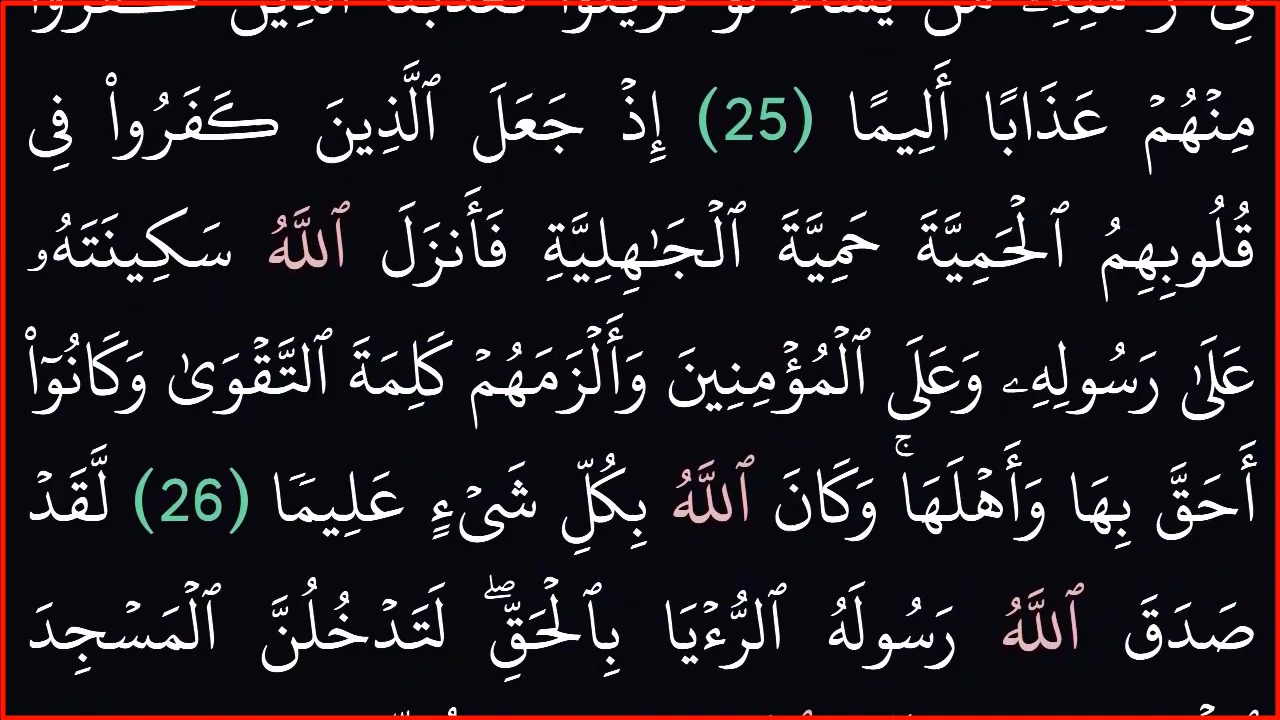 مِنۡهُمۡ عَذَابًا أَلِيمًا (25) إِذۡ جَعَلَ ٱلَّذِينَ كَفَرُواْ فِي
قُلُوبِهِمُ ٱلۡحَمِيَّةَ حَمِيَّةَ ٱلۡجَٰهِلِيَّةِ فَأَنزَلَ ٱللَّهُ سَكِينَتَهُۥ
عَلَىٰ رَسُولِهِۦ وَعَلَى ٱلۡمُؤۡمِنِينَ وَأَلۡزَمَهُمۡ كَلِمَةَ ٱلتَّقۡوَىٰ وَكَانُوٓاْ
أَحَقَّ بِهَا وَأَهۡلَهَاۚ وَكَانَ ٱللَّهُ بِكُلِّ شَيۡءٍ عَلِيمٗا (26) لَّقَدۡ
صَدَقَ ٱللَّهُ رَسُولَهُ ٱلرُّءۡيَا بِٱلۡحَقِّۖ لَتَدۡخُلُنَّ ٱلۡمَسۡجِدَ